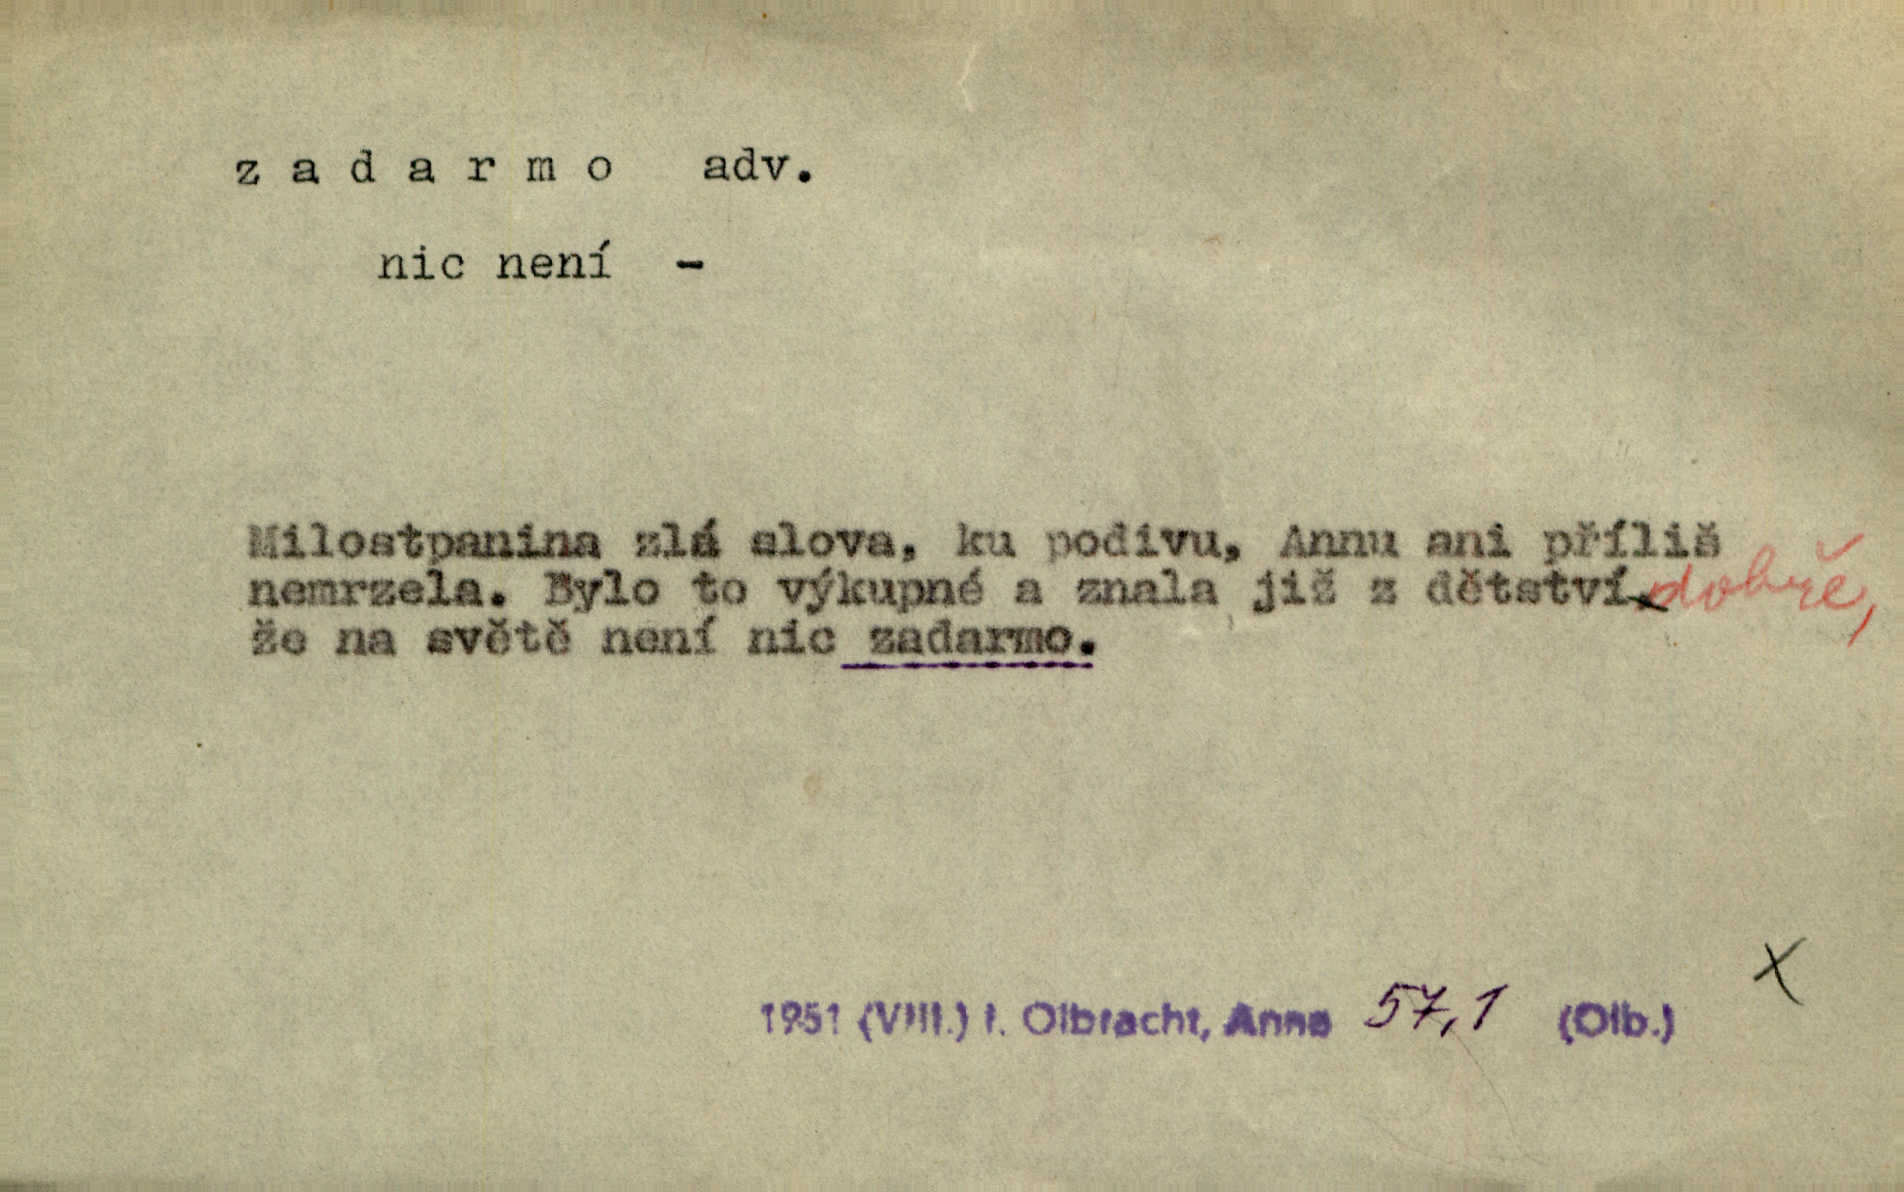 z a d a r m o adv.
nic není -
Milostpanina zlá slova, ku podivu, Annu ani příliš
nemrzela. Bylo to výkupné a znala již z dětství dobře,
že na světě není nic zadarmo.
x
1951 (VIII.) I. Olbracht, Anna 57,1 (Olb.)